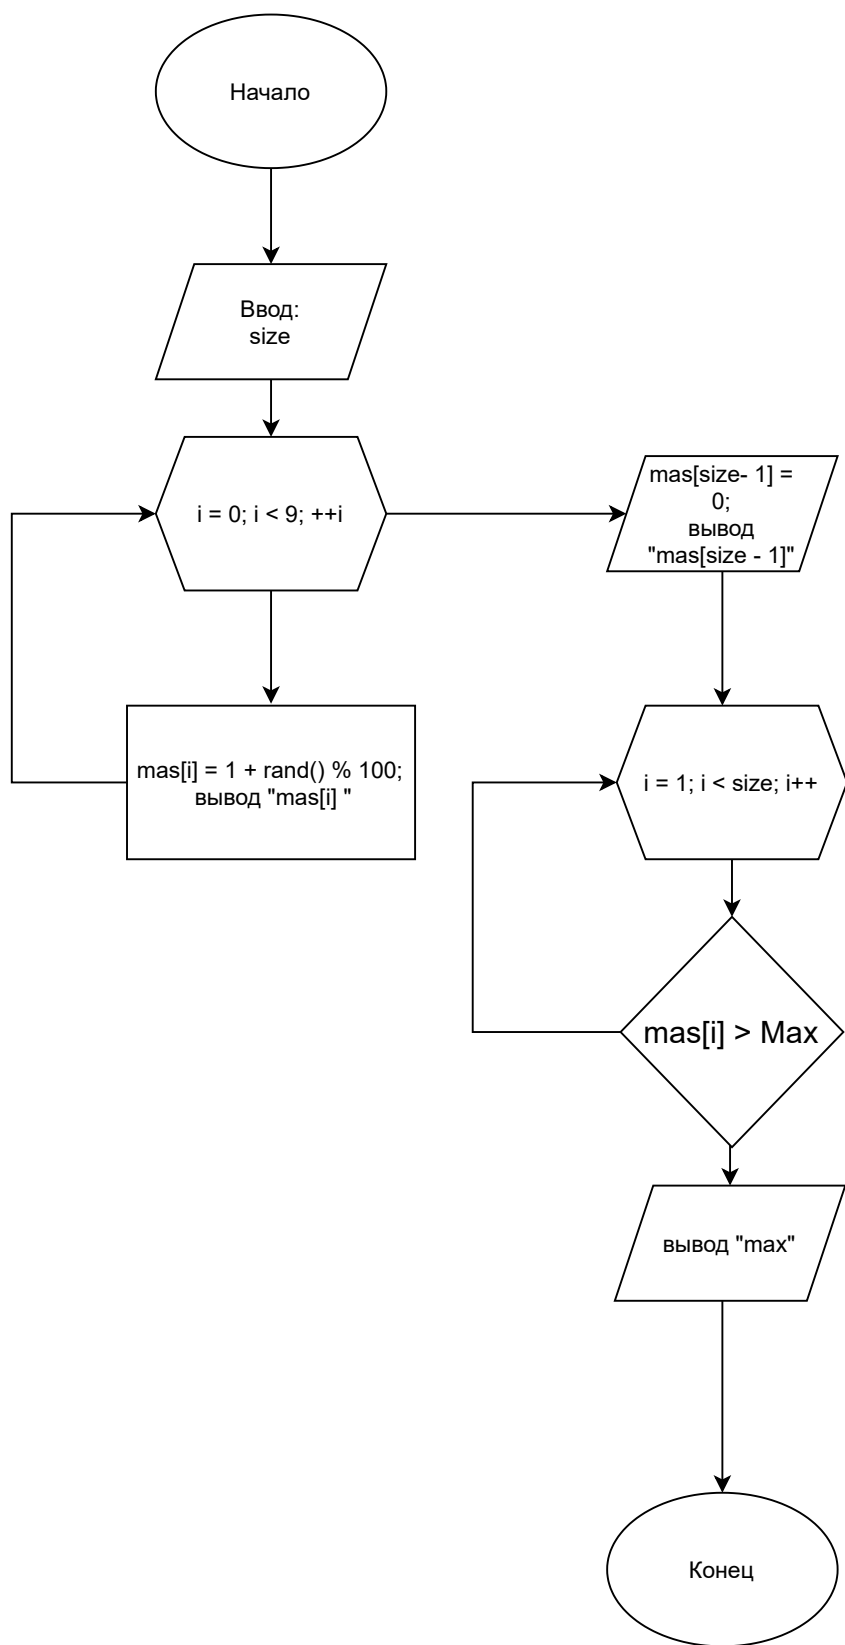 Начало
Ввод:
size
i = 0; i < 9; ++i
mas[i] = 1 + rand() % 100;
вывод "mas[i] "
mas[size- 1] =
0;
вывод
"mas[size - 1]"
i = 1; i < size; i++
mas[i] > Max
вывод "max"
Конец